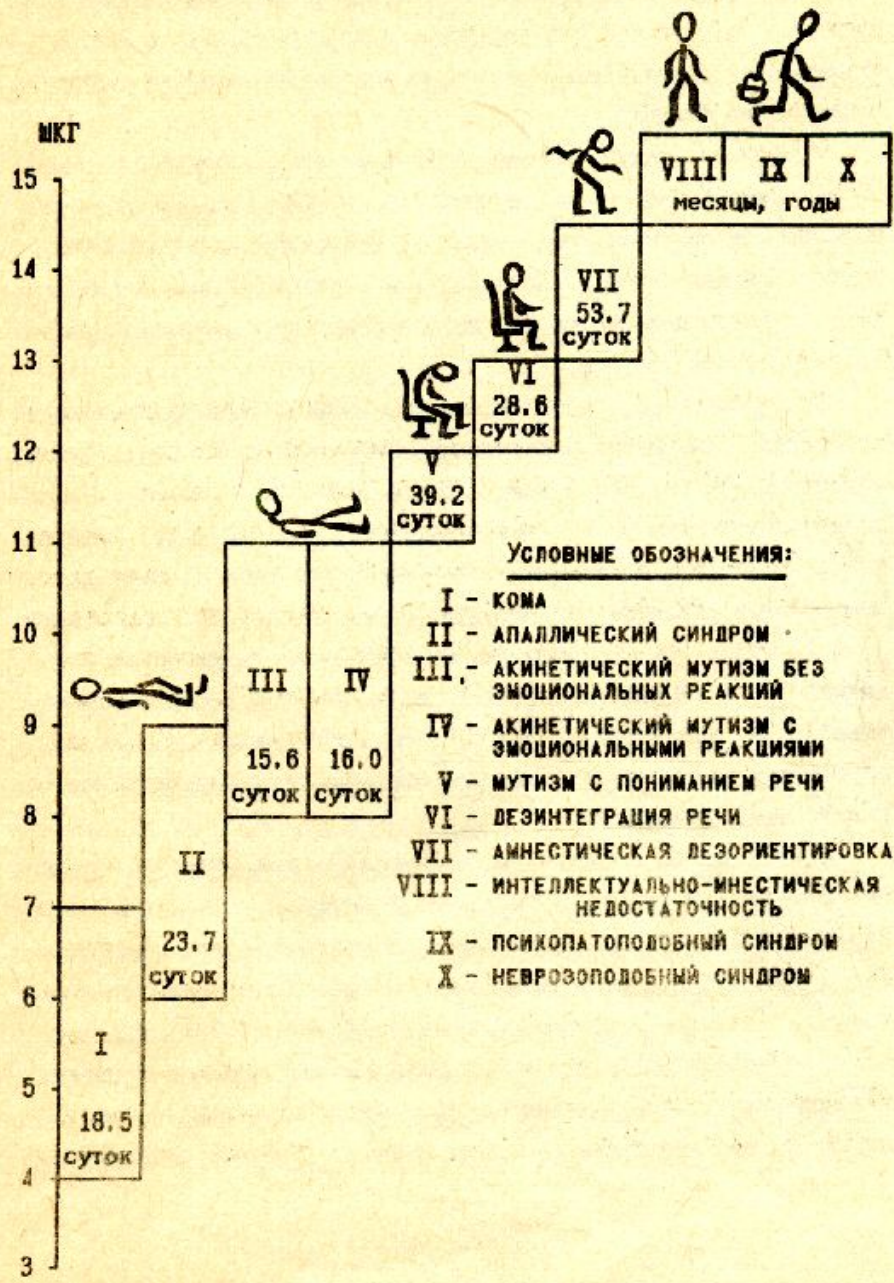 ШКГ
15
14
13
12
11
10
9
8
7
6
5
4
3
I
18.5
суток
II
23.7
суток
III
15.6
суток
IV
16.0
суток
V
39.2
суток
VI
28.6
суток
VII
53.7
суток
VIII IX X
месяцы, годы
Условные обозначения:
I - КОМА
II - АПАЛЛИЧЕСКИЙ СИНДРОМ
III - АКИНЕТИЧЕСКИЙ МУТИЗМ БЕЗ
ЭМОЦИОНАЛЬНЫХ РЕАКЦИЙ
IV - АКИНЕТИЧЕСКИЙ МУТИЗМ С
ЭМОЦИОНАЛЬНЫМИ РЕАКЦИЯМИ
V - МУТИЗМ С ПОНИМАНИЕМ РЕЧИ
VI - ДЕЗИНТЕГРАЦИЯ РЕЧИ
VII - АМНЕСТИЧЕСКАЯ ДЕЗОРИЕНТИРОВКА
VIII - ИНТЕЛЛЕКТУАЛЬНО-МНЕСТИЧЕСКАЯ
НЕДОСТАТОЧНОСТЬ
IX - ПСИХОПАТОПОДОБНЫЙ СИНДРОМ
X - НЕВРОЗОПОДОБНЫЙ СИНДРОМ